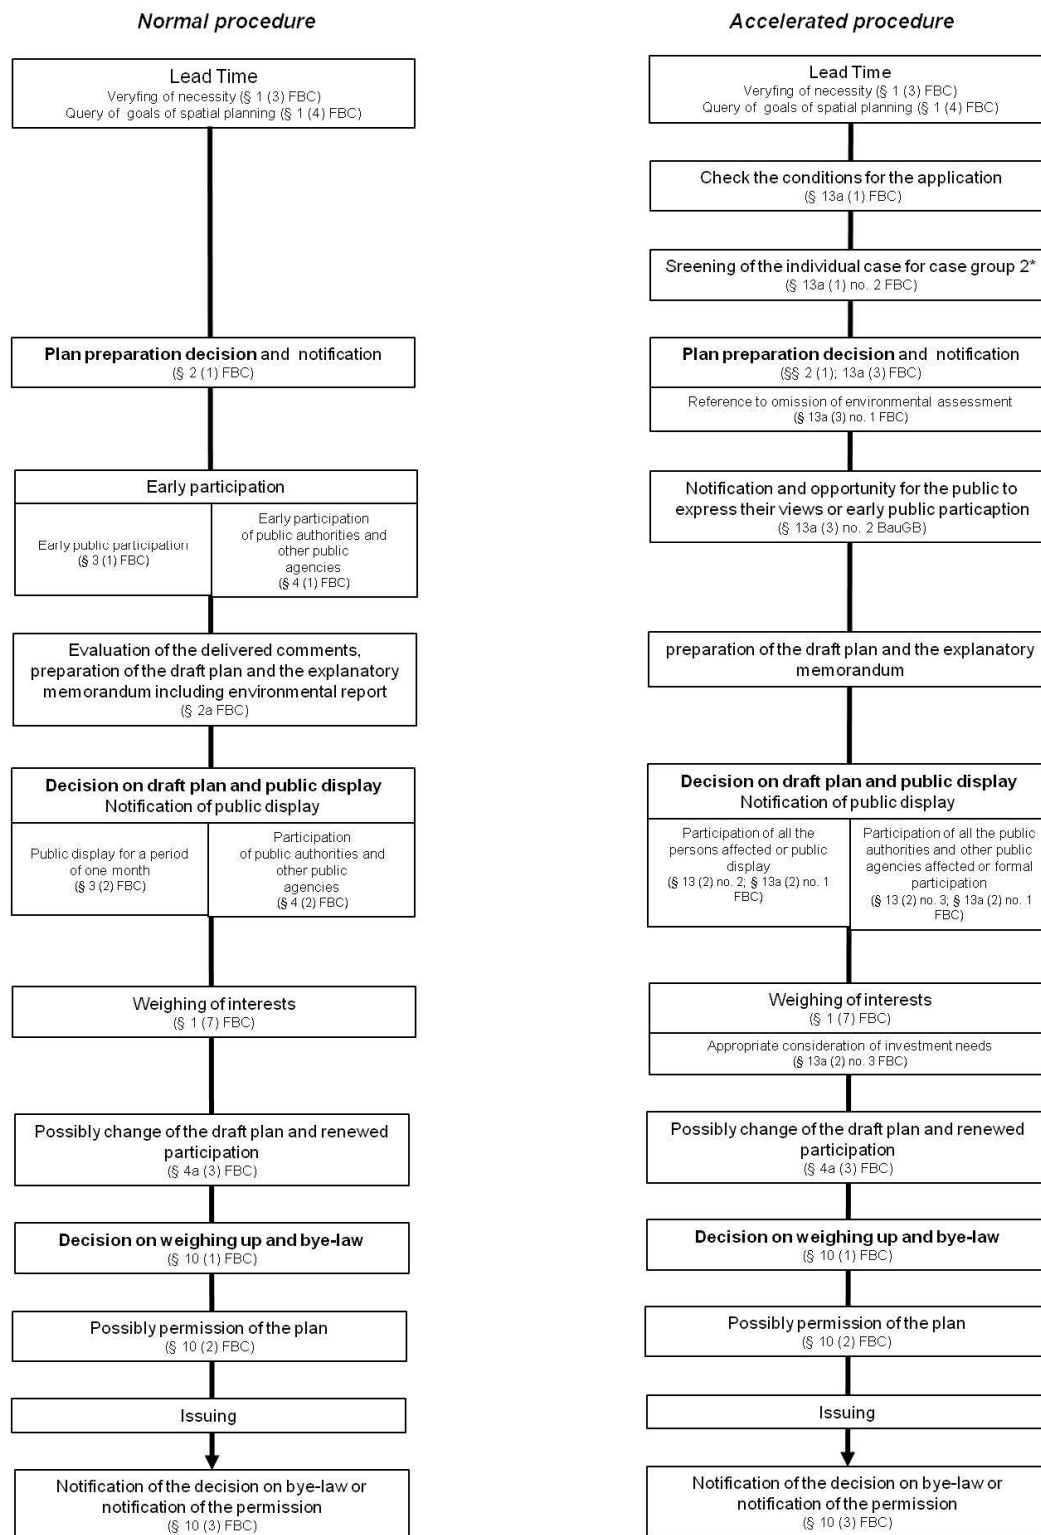 Normal procedure
Lead Time
Veryfing of necessity (§ 1 (3) FBC)
Query of goals of spatial planning (§ 1 (4) FBC)
Plan preparation decision and notification
(§ 2 (1) FBC)
Early participation
Early public participation
(§ 3 (1) FBC)
Early participation
of public authorities and
other public
agencies
(§ 4 (1) FBC)
Evaluation of the delivered comments,
preparation of the draft plan and the explanatory
memorandum including environmental report
(§ 2a FBC)
Decision on draft plan and public display
Notification of public display
Public display for a period
of one month
(§ 3 (2) FBC)
Participation
of public authorities and
other public
agencies
(§ 4 (2) FBC)
Weighing of interests
(§ 1 (7) FBC)
Possibly change of the draft plan and renewed
participation
(§ 4a (3) FBC)
Decision on weighing up and bye-law
(§ 10 (1) FBC)
Possibly permission of the plan
(§ 10 (2) FBC)
Issuing
Notification of the decision on bye-law or
notification of the permission
(§ 10 (3) FBC)
Accelerated procedure
Lead Time
Veryfing of necessity (§ 1 (3) FBC)
Query of goals of spatial planning (§ 1 (4) FBC)
Check the conditions for the application
(§ 13a (1) FBC)
Sreening of the individual case for case group 2*
(§ 13a (1) no. 2 FBC)
Plan preparation decision and notification
(§§ 2 (1); 13a (3) FBC)
Reference to omission of environmental assessment
(§ 13a (3) no. 1 FBC)
Notification and opportunity for the public to
express their views or early public particaption
(§ 13a (3) no. 2 BauGB)
preparation of the draft plan and the explanatory
memorandum
Decision on draft plan and public display
Notification of public display
Participation of all the
persons affected or public
display
(§ 13 (2) no. 2; § 13a (2) no. 1
FBC)
Participation of all the public
authorities and other public
agencies affected or formal
participation
(§ 13 (2) no. 3; § 13a (2) no. 1
FBC)
Weighing of interests
(§ 1 (7) FBC)
Appropriate consideration of investment needs
(§ 13a (2) no. 3 FBC)
Possibly change of the draft plan and renewed
participation
(§ 4a (3) FBC)
Decision on weighing up and bye-law
(§ 10 (1) FBC)
Possibly permission of the plan
(§ 10 (2) FBC)
Issuing
Notification of the decision on bye-law or
notification of the permission
(§ 10 (3) FBC)